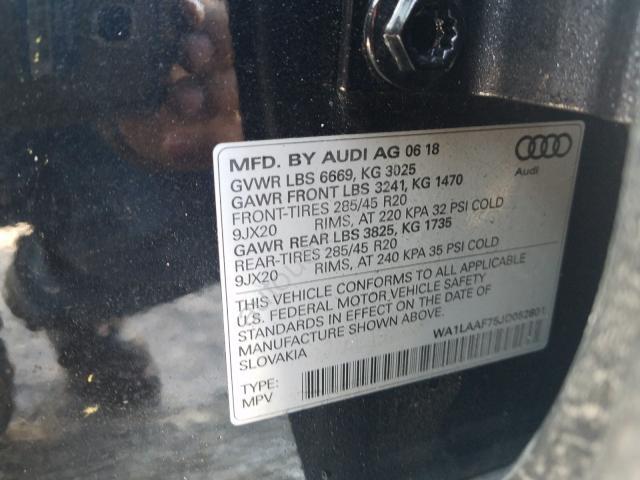 MFD. BY AUDI AG 06 18
GVWR LBS 6669, KG 3025
GAWR FRONT LBS 3241, KG 1470
FRONT-TIRES 285/45 R20
9JX20 RIMS, AT 220 KPA 32 PSI COLD
GAWR REAR LBS 3825, KG 1735
REAR-TIRES 285/45 R20
9JX20 RIMS, AT 240 KPA 35 PSI COLD
THIS VEHICLE CONFORMS TO ALL APPLICABLE
U.S. FEDERAL MOTOR VEHICLE SAFETY
STANDARDS IN EFFECT ON THE DATE OF
MANUFACTURE SHOWN ABOVE.
SLOVAKIA
WA1LAAF75JD052601
TYPE:
MPV
Audi